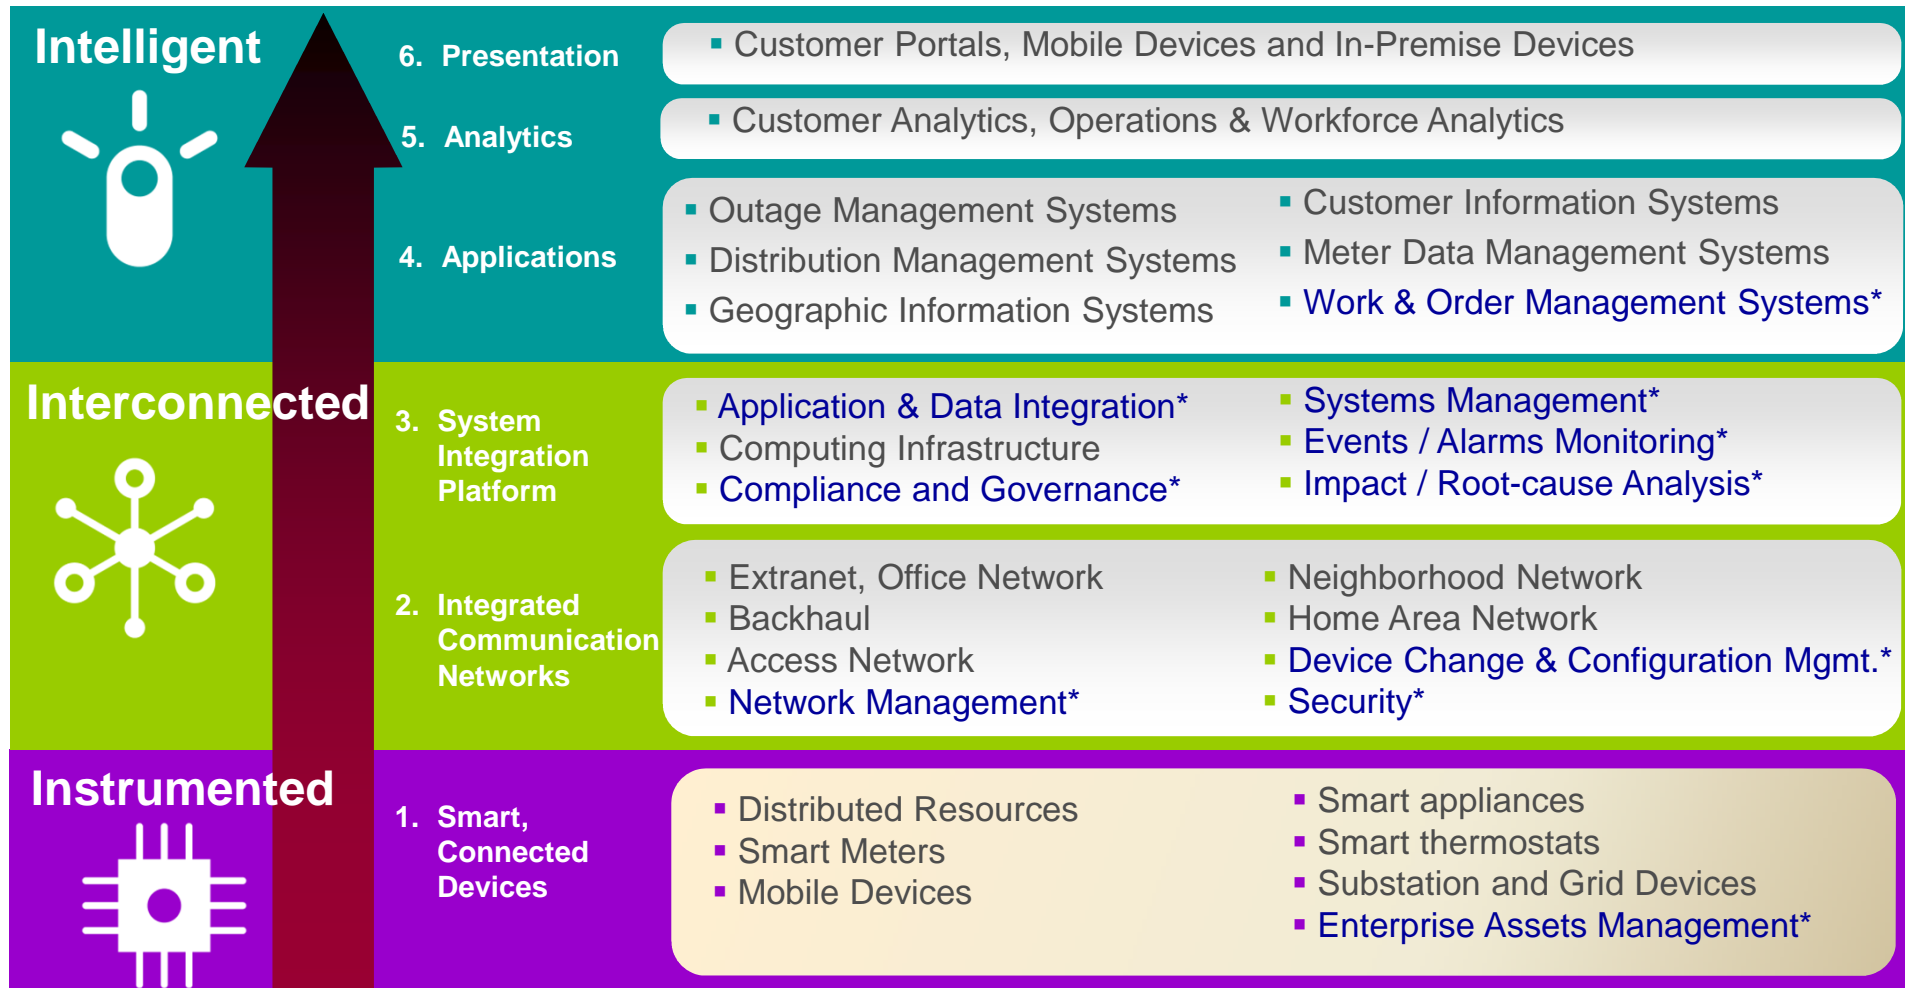 Intelligent
6. Presentation
▪ Customer Portals, Mobile Devices and In-Premise Devices
5. Analytics
▪ Customer Analytics, Operations & Workforce Analytics
4. Applications
▪ Outage Management Systems
▪ Distribution Management Systems
▪ Geographic Information Systems
▪ Customer Information Systems
▪ Meter Data Management Systems
▪ Work & Order Management Systems*
Interconnected
3. System
Integration
Platform
▪ Application & Data Integration*
▪ Computing Infrastructure
▪ Compliance and Governance*
▪ Systems Management*
▪ Events / Alarms Monitoring*
▪ Impact / Root-cause Analysis*
2. Integrated
Communication
Networks
▪ Extranet, Office Network
▪ Backhaul
▪ Access Network
▪ Network Management*
▪ Neighborhood Network
▪ Home Area Network
▪ Device Change & Configuration Mgmt.*
▪ Security*
Instrumented
1. Smart,
Connected
Devices
▪ Distributed Resources
▪ Smart Meters
▪ Mobile Devices
▪ Smart appliances
▪ Smart thermostats
▪ Substation and Grid Devices
▪ Enterprise Assets Management*